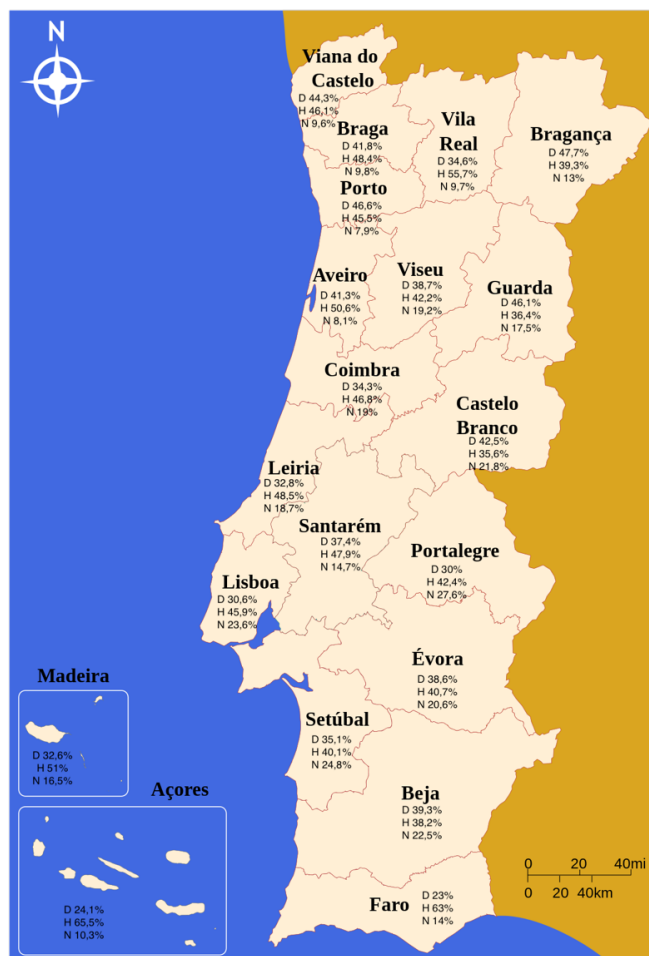 N
Viana do
Castelo
D 44,3%
H 46,1%
N 9,6%
Braga
D 41,8%
H 48,4%
N 9,8%
Vila
Real
D 34,6%
H 55,7%
N 9,7%
Bragança
D 47,7%
H 39,3%
N 13%
Porto
D 46,6%
H 45,5%
N 7,9%
Aveiro
D 41,3%
H 50,6%
N 8,1%
Viseu
D 38,7%
H 42,2%
N 19,2%
Guarda
D 46,1%
H 36,4%
N 17,5%
Coimbra
D 34,3%
H 46,8%
N 19%
Castelo
Branco
D 42,5%
H 35,6%
N 21,8%
Leiria
D 32,8%
H 48,5%
N 18,7%
Santarém
D 37,4%
H 47,9%
N 14,7%
Portalegre
D 30%
H 42,4%
N 27,6%
Lisboa
D 30,6%
H 45,9%
N 23,6%
Évora
D 38,6%
H 40,7%
N 20,6%
Madeira
D 32,6%
H 51%
N 16,5%
Setúbal
D 35,1%
H 40,1%
N 24,8%
Açores
D 24,1%
H 65,5%
N 10,3%
Beja
D 39,3%
H 38,2%
N 22,5%
Faro
D 23%
H 63%
N 14%
0 40mi
0 20 40km